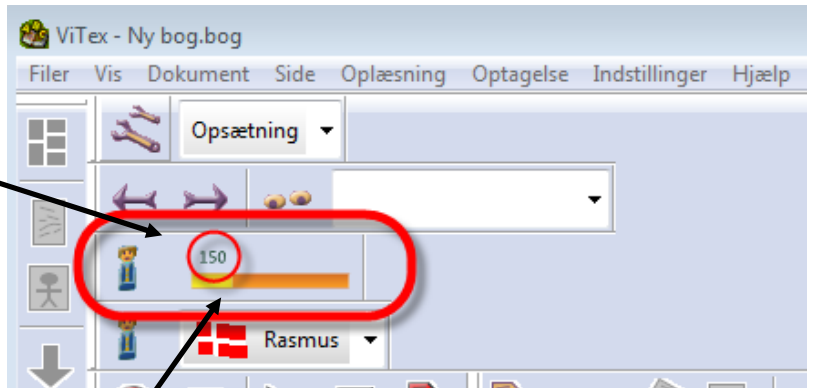 ViTex - Ny bog.bog
Filer Vis Dokument Side Oplæsning Optagelse Indstillinger Hjælp
Opsætning
150
Rasmus